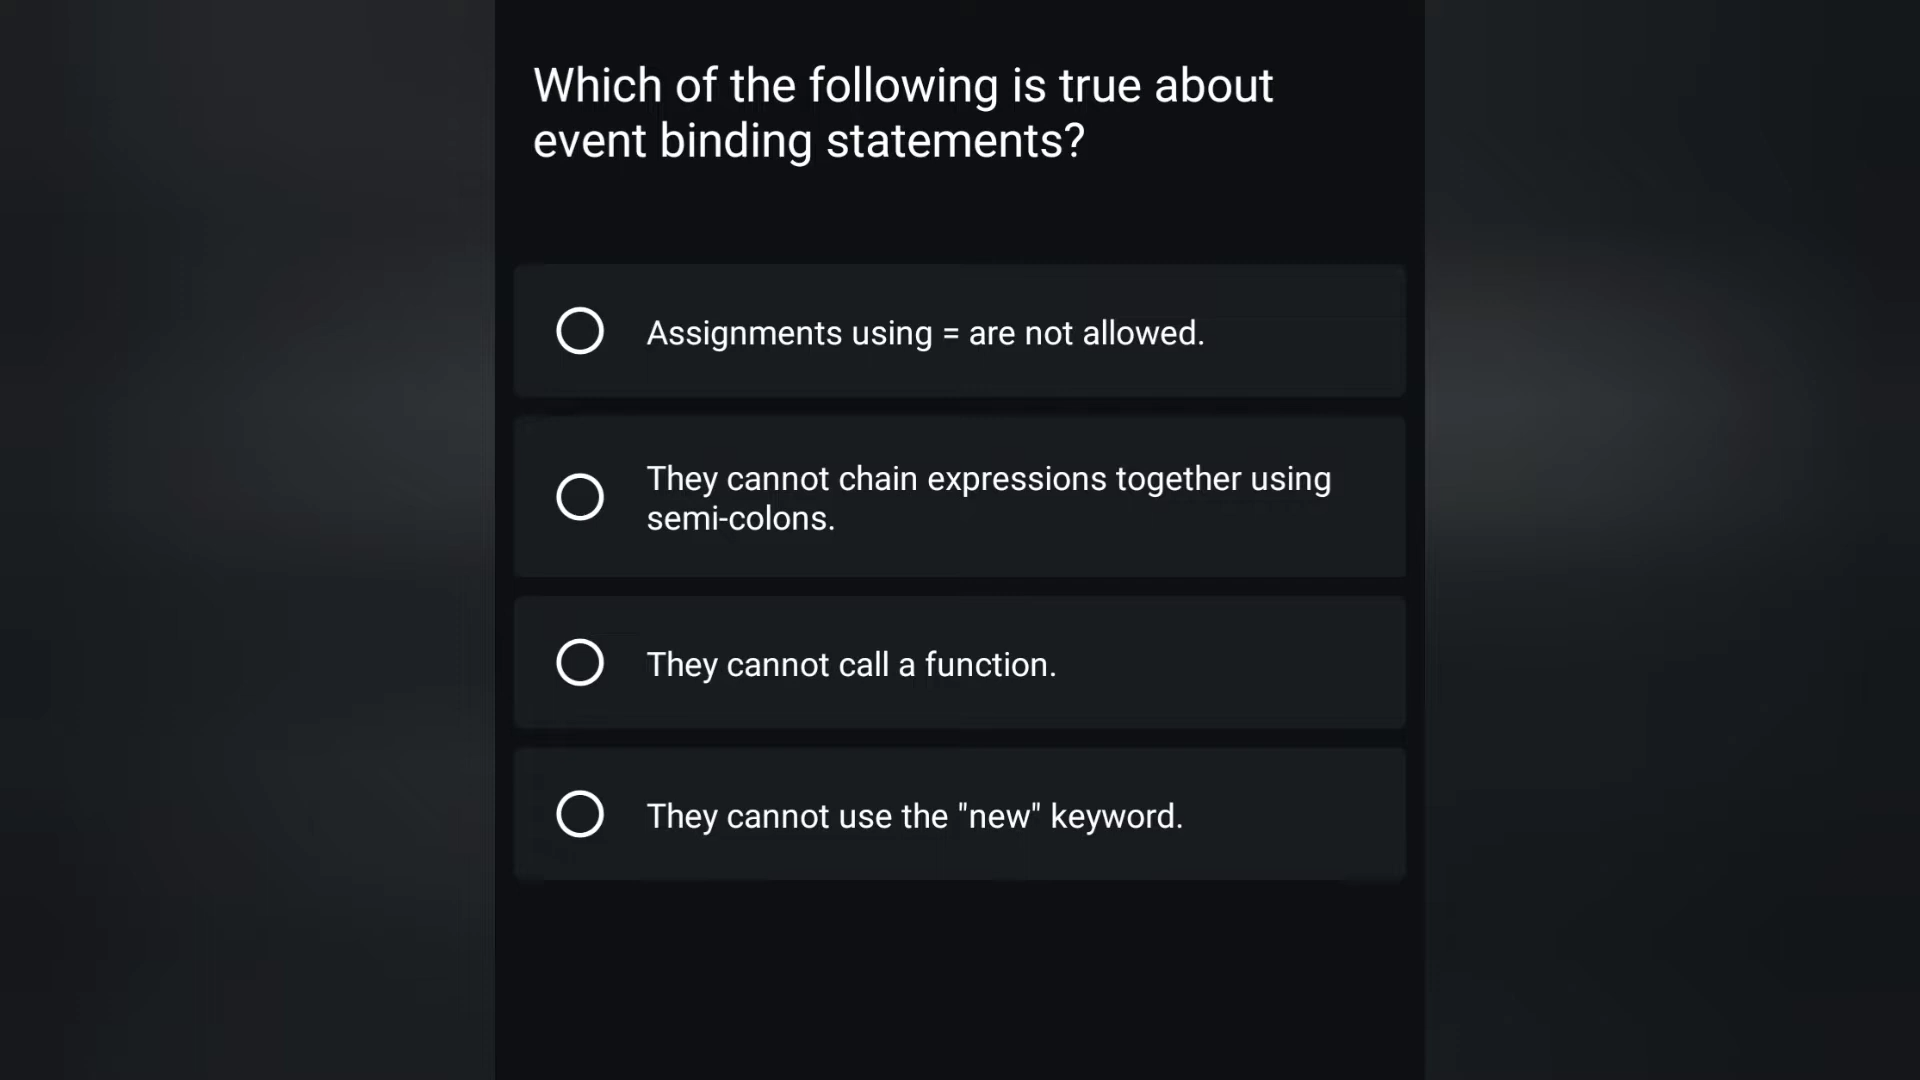 Which of the following is true about
event binding statements?
Assignments using = are not allowed.
They cannot chain expressions together using
semi-colons.
They cannot call a function.
They cannot use the "new" keyword.